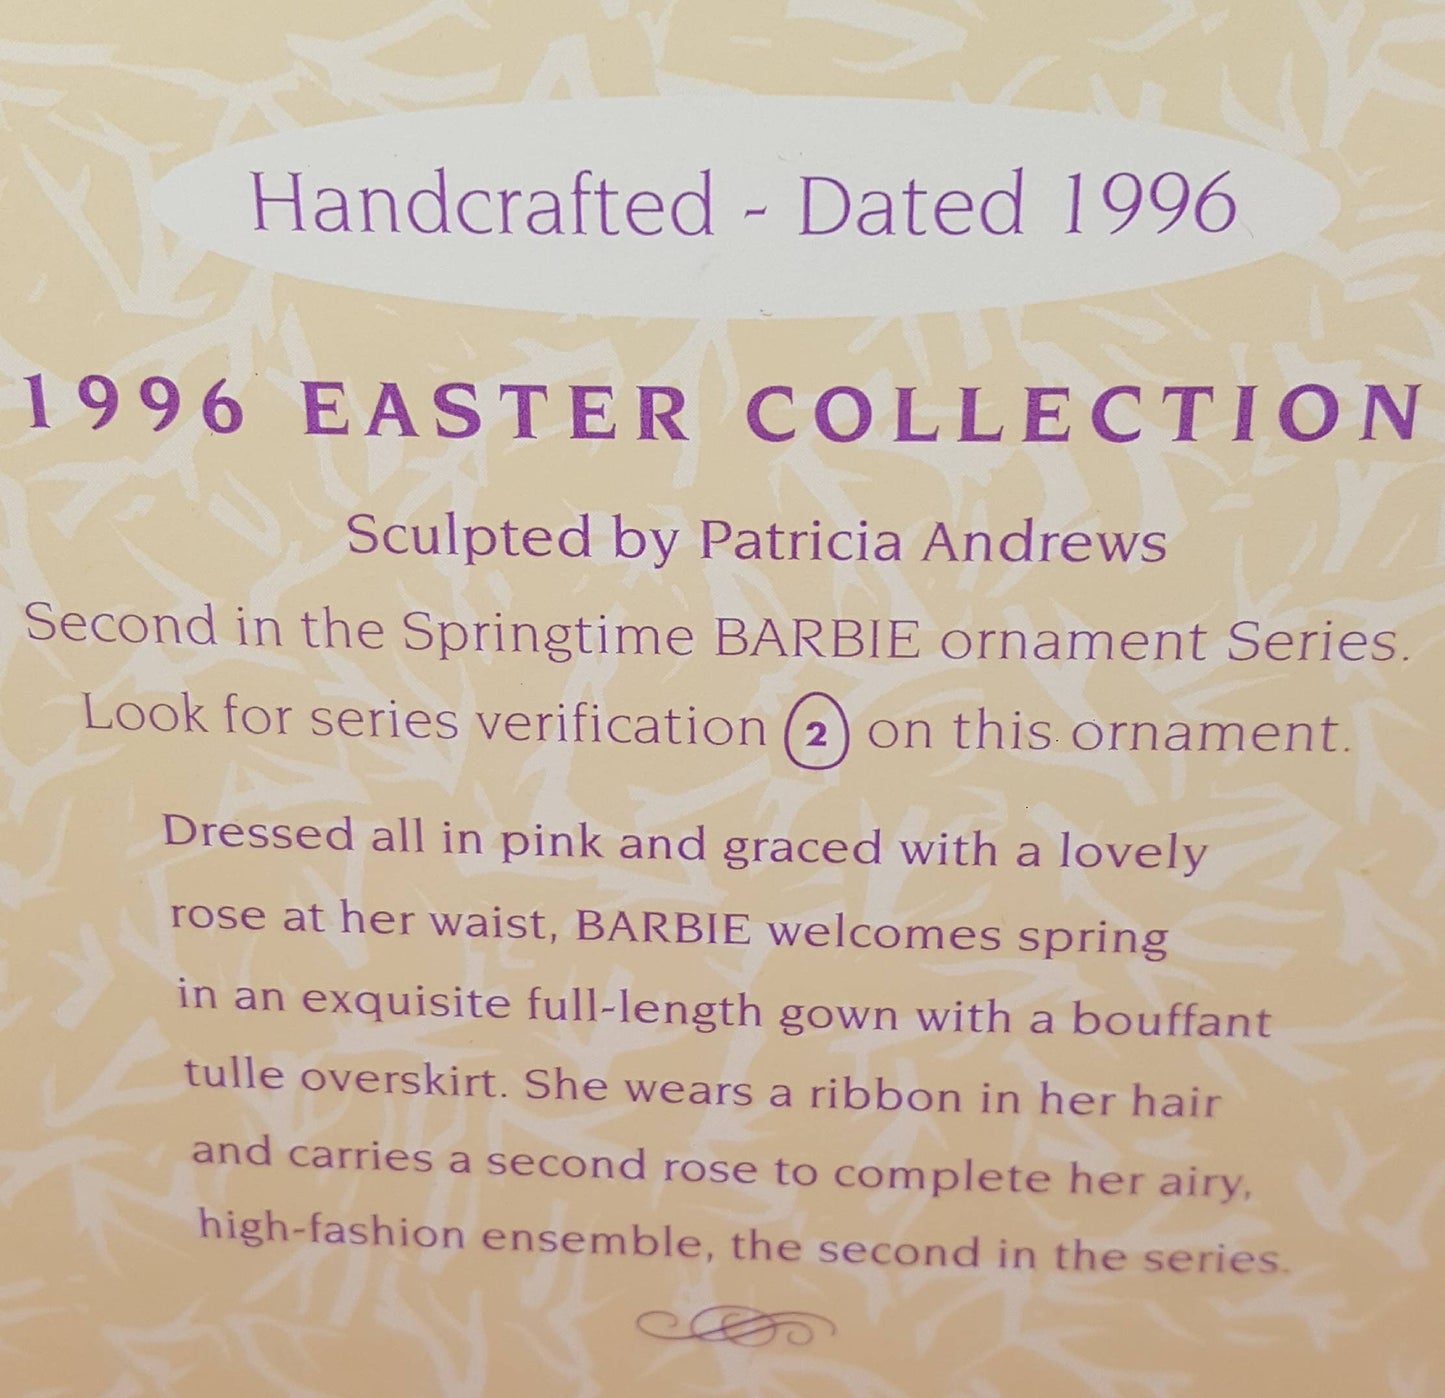 Handcrafted - Dated 1996
1996 EASTER COLLECTION
Sculpted by Patricia Andrews
Second in the Springtime BARBIE ornament Series.
Look for series verification 2 on this ornament.
Dressed all in pink and graced with a lovely
rose at her waist, BARBIE welcomes spring
in an exquisite full-length gown with a bouffant
tulle overskirt. She wears a ribbon in her hair
and carries a second rose to complete her airy,
high-fashion ensemble, the second in the series.